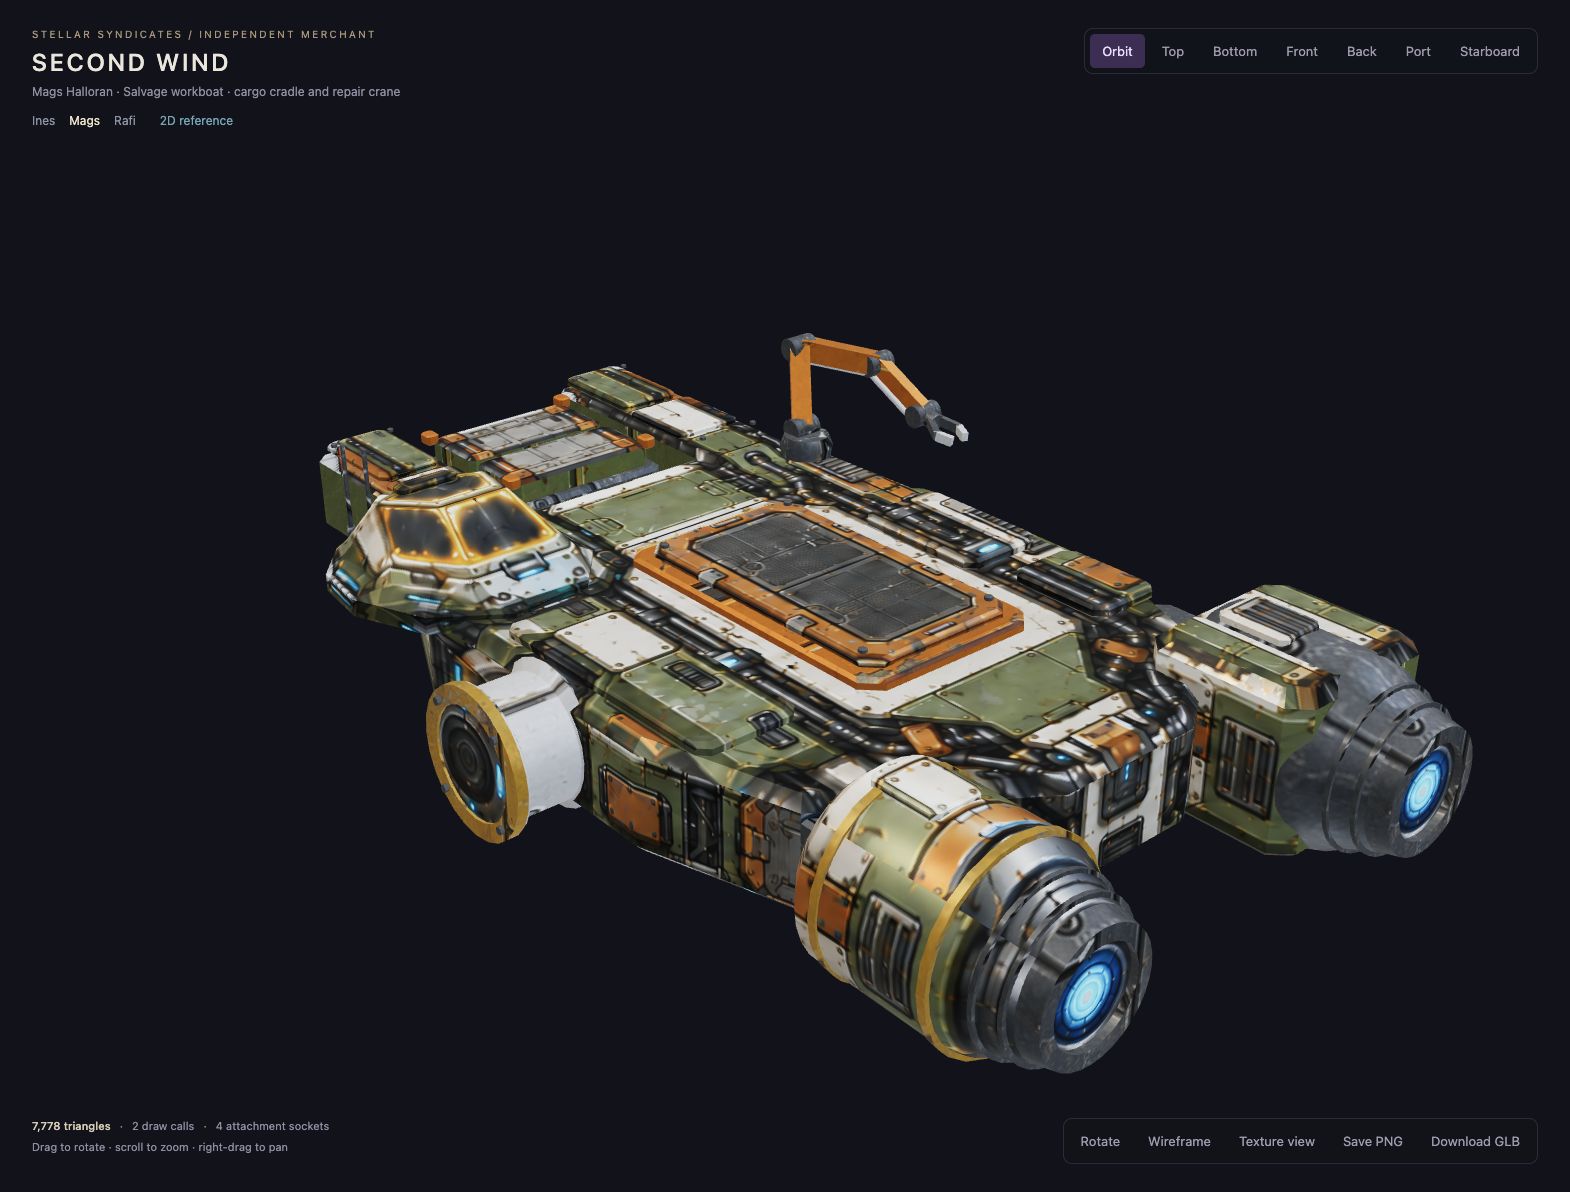 STELLAR SYNDICATES / INDEPENDENT MERCHANT
SECOND WIND
Mags Halloran · Salvage workboat · cargo cradle and repair crane
Ines Mags Rafi 2D reference
Orbit Top Bottom Front Back Port Starboard
7,778 triangles · 2 draw calls · 4 attachment sockets
Drag to rotate · scroll to zoom · right-drag to pan
Rotate Wireframe Texture view Save PNG Download GLB